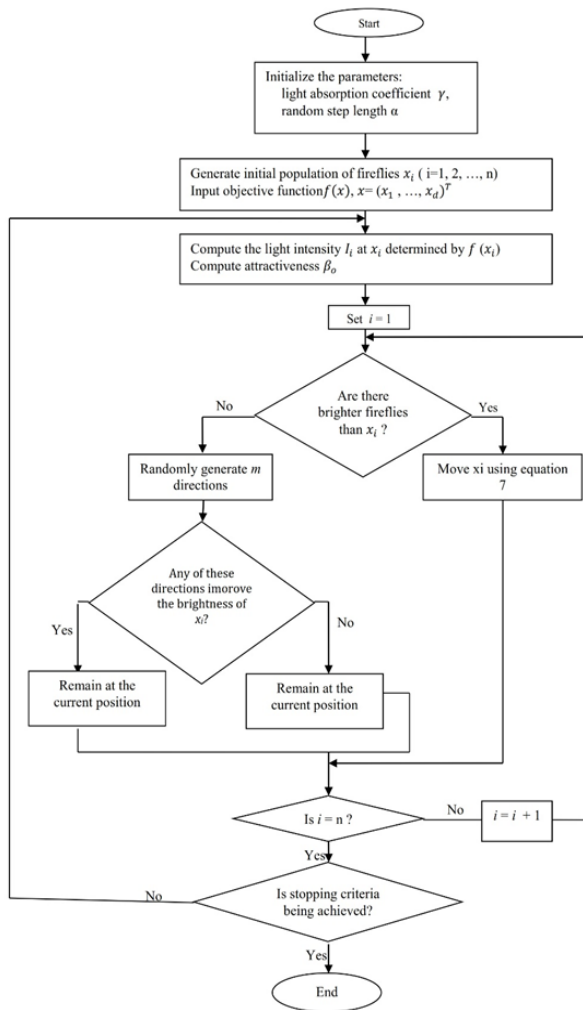 Start
Initialize the parameters:
light absorption coefficient γ,
random step length α
Generate initial population of fireflies xᵢ ( i=1, 2, …, n)
Input objective function f(x), x= (x₁ , …, x_d)ᵀ
Compute the light intensity Iᵢ at xᵢ determined by f (xᵢ)
Compute attractiveness βₒ
Set i = 1
Are there
brighter fireflies
than xᵢ ?
No
Yes
Randomly generate m
directions
Move xi using equation
7
Any of these
directions imorove
the brightness of
xᵢ?
Yes
No
Remain at the
current position
Remain at the
current position
Is i = n ?
No
i = i + 1
Yes
Is stopping criteria
being achieved?
No
Yes
End